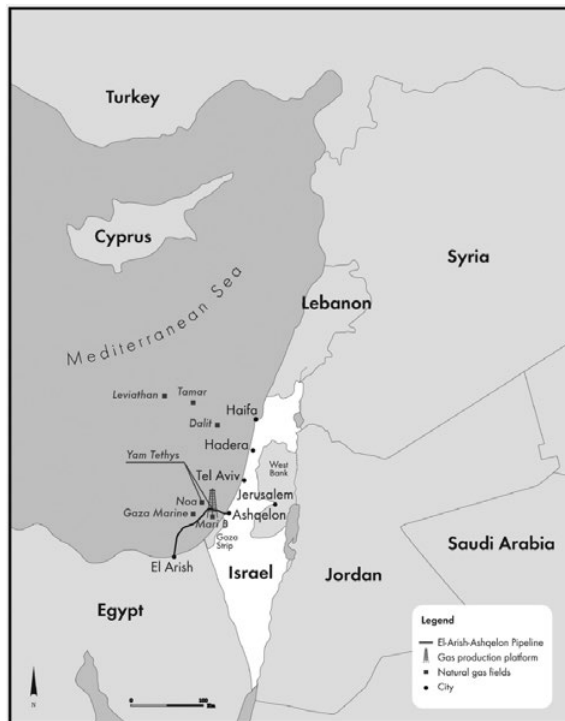 Turkey
Cyprus
Syria
Lebanon
Mediterranean Sea
Leviathan
Tamar
Dalit
Haifa
Hadera
Yam Tethys
West
Bank
Tel Aviv
Jerusalem
Noa
Gaza Marine
Mari B
Ashqelon
Gaza
Strip
El Arish
Israel
Jordan
Saudi Arabia
Egypt
Legend
El-Arish-Ashqelon Pipeline
Gas production platform
Natural gas fields
City
N
0
100